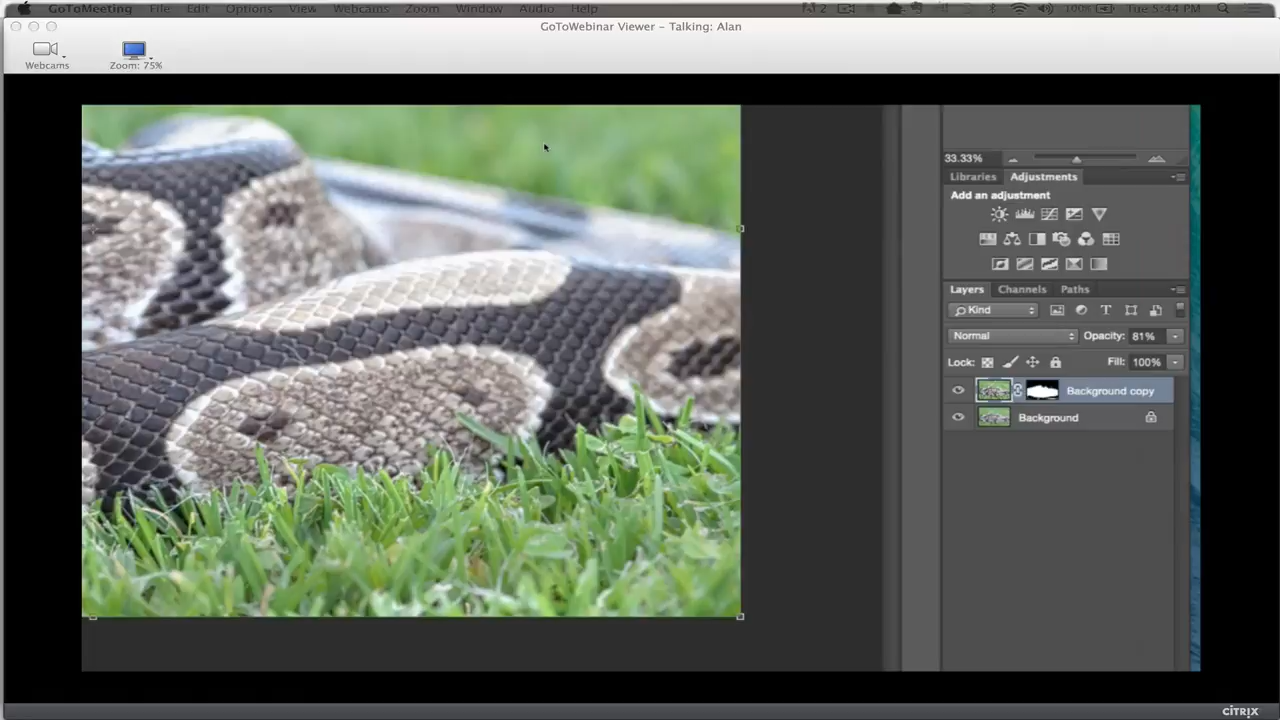 GoToMeeting File Edit Options View Webcams Zoom Window Audio Help 2 100% Tue 5:44 PM
GoToWebinar Viewer - Talking: Alan
Webcams Zoom: 75%
33.33%
Libraries Adjustments
Add an adjustment
Layers Channels Paths
Kind T
Normal Opacity: 81%
Lock: Fill: 100%
Background copy
Background
CITRIX